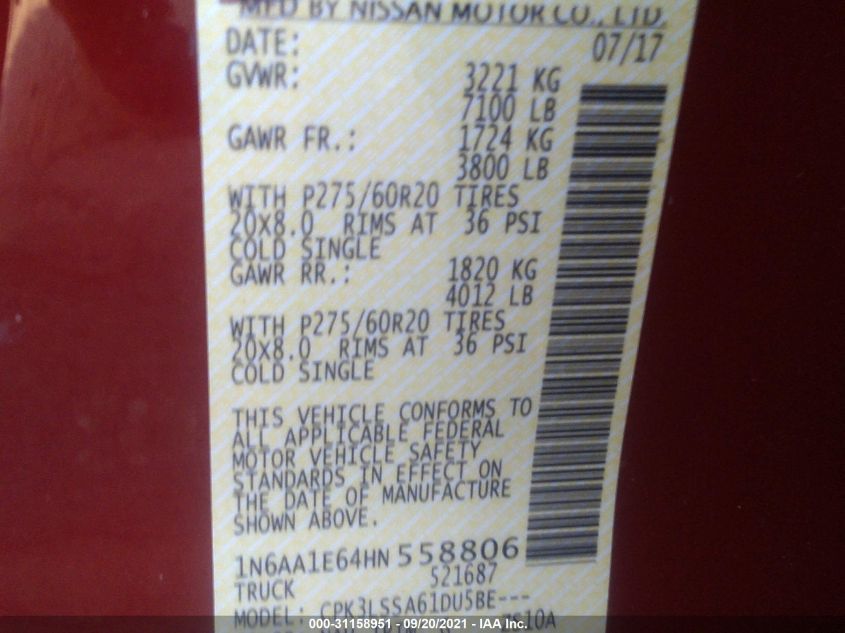 MFD BY NISSAN MOTOR CO., LTD.
DATE: 07/17
GVWR: 3221 KG
7100 LB
GAWR FR.: 1724 KG
3800 LB
WITH P275/60R20 TIRES
20X8.0 RIMS AT 36 PSI
COLD SINGLE
GAWR RR.: 1820 KG
4012 LB
WITH P275/60R20 TIRES
20X8.0 RIMS AT 36 PSI
COLD SINGLE
THIS VEHICLE CONFORMS TO
ALL APPLICABLE FEDERAL
MOTOR VEHICLE SAFETY
STANDARDS IN EFFECT ON
THE DATE OF MANUFACTURE
SHOWN ABOVE.
1N6AA1E64HN 558806
TRUCK 521687
MODEL: CPK3LSSA61DU5BE---
000-31158951 - 09/20/2021 - IAA Inc.